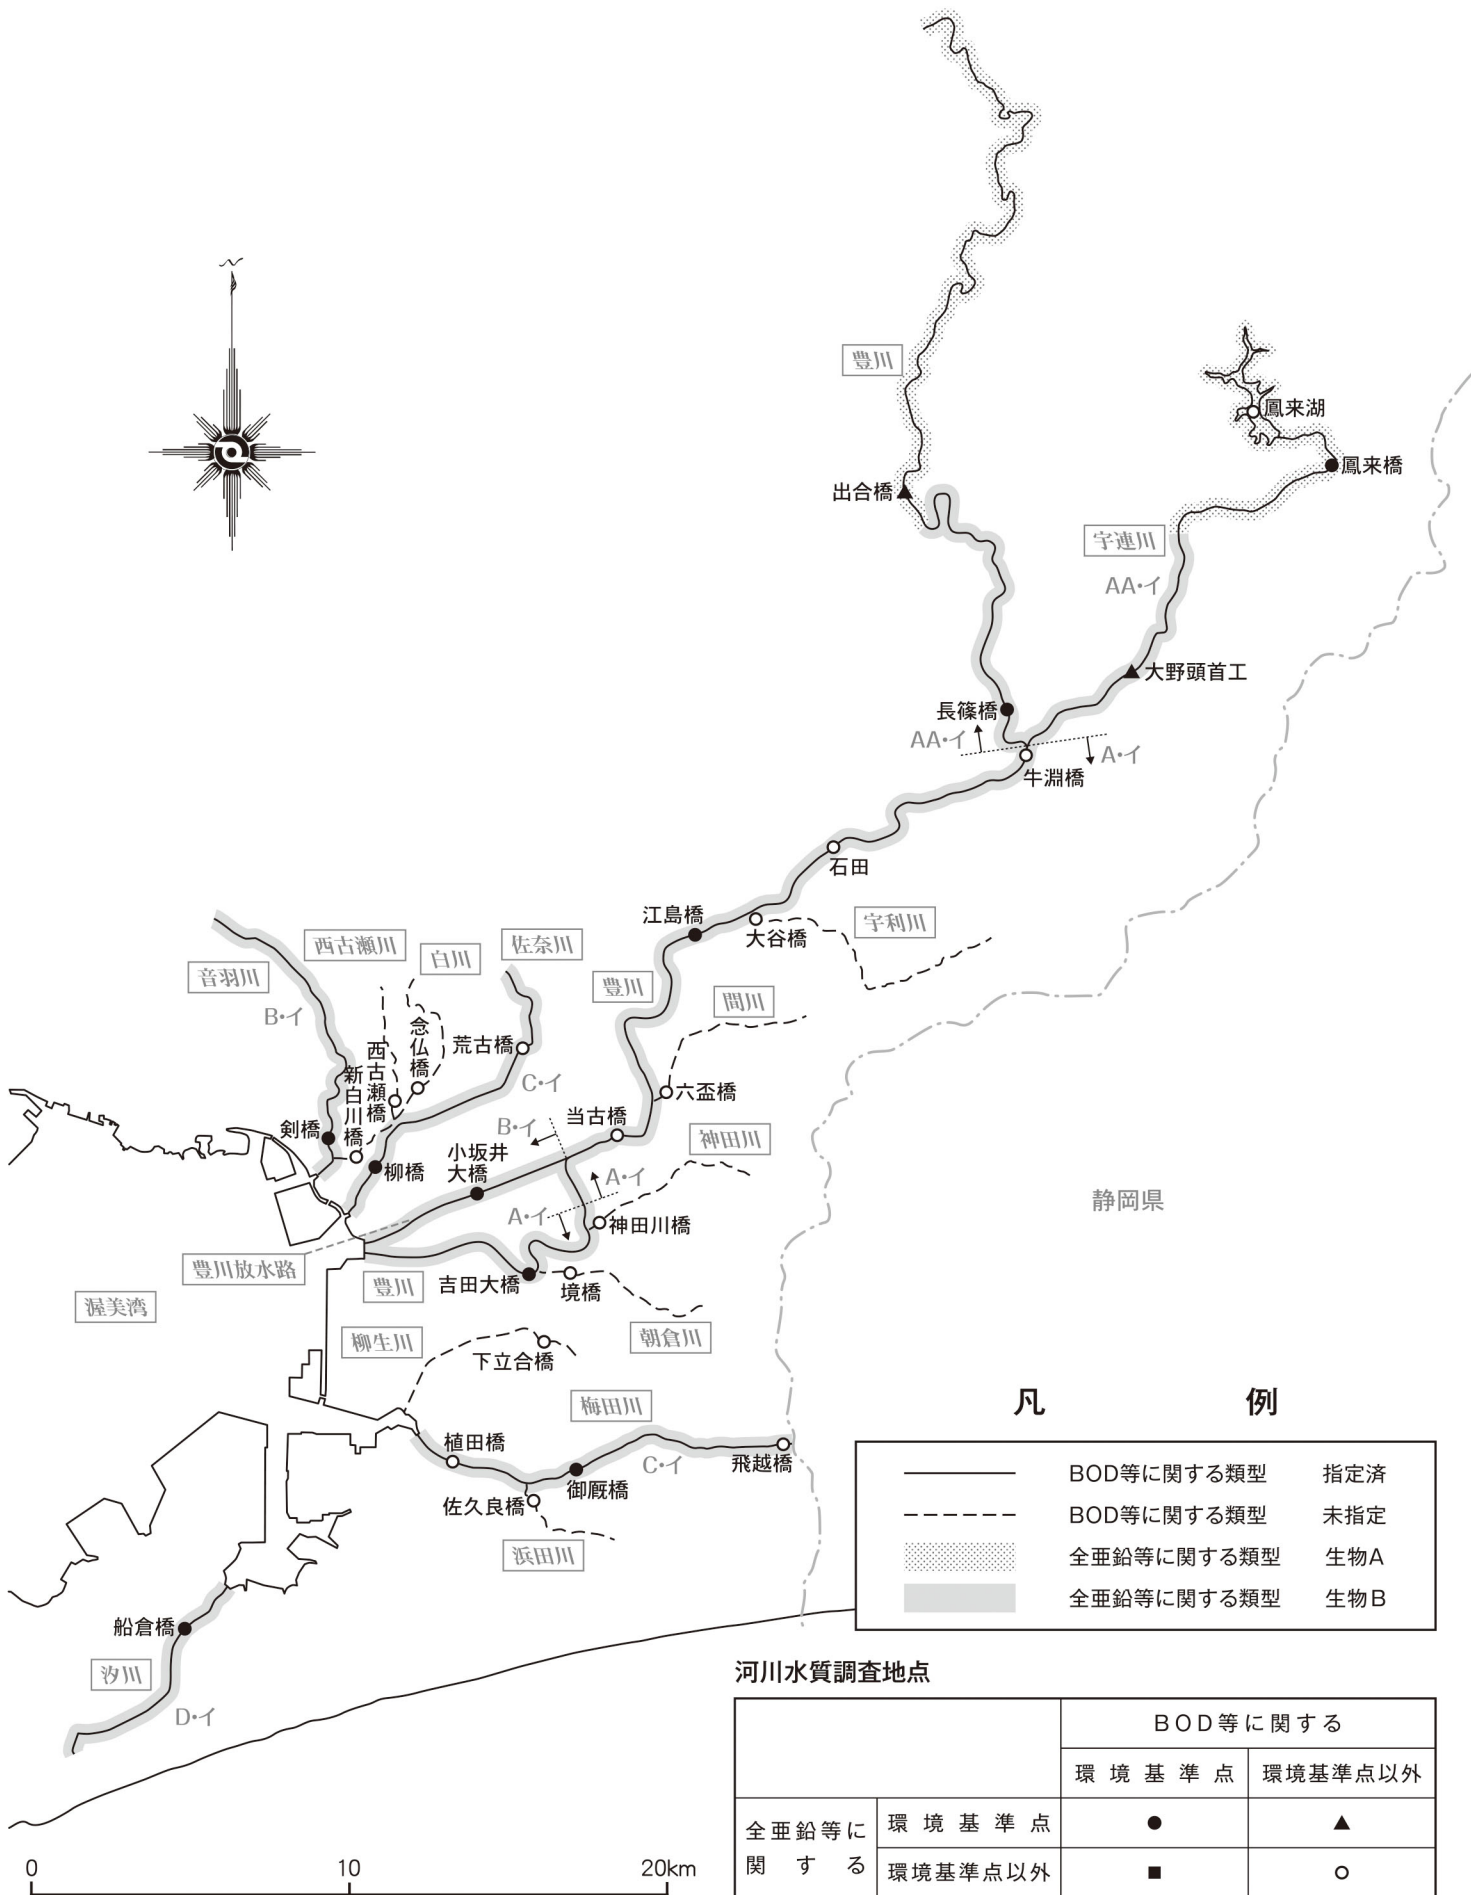 豊川
鳳来湖
鳳来橋
出合橋
宇連川
AA・イ
大野頭首工
長篠橋
AA・イ
A・イ
牛淵橋
石田
江島橋
大谷橋
宇利川
西古瀬川
白川
佐奈川
音羽川
豊川
間川
B・イ
念仏橋
荒古橋
西古瀬橋
新白川橋
C・イ
六盃橋
当古橋
B・イ
剣橋
神田川
小坂井
大橋
柳橋
A・イ
A・イ
神田川橋
静岡県
豊川放水路
豊川
吉田大橋
境橋
渥美湾
柳生川
朝倉川
下立合橋
梅田川
植田橋
C・イ
飛越橋
御厩橋
佐久良橋
浜田川
船倉橋
汐川
D・イ
凡例
BOD等に関する類型 指定済
BOD等に関する類型 未指定
全亜鉛等に関する類型 生物A
全亜鉛等に関する類型 生物B
河川水質調査地点
BOD等に関する
環境基準点 環境基準点以外
全亜鉛等に
関する
環境基準点 ● ▲
環境基準点以外 ■ ○
0 10 20km